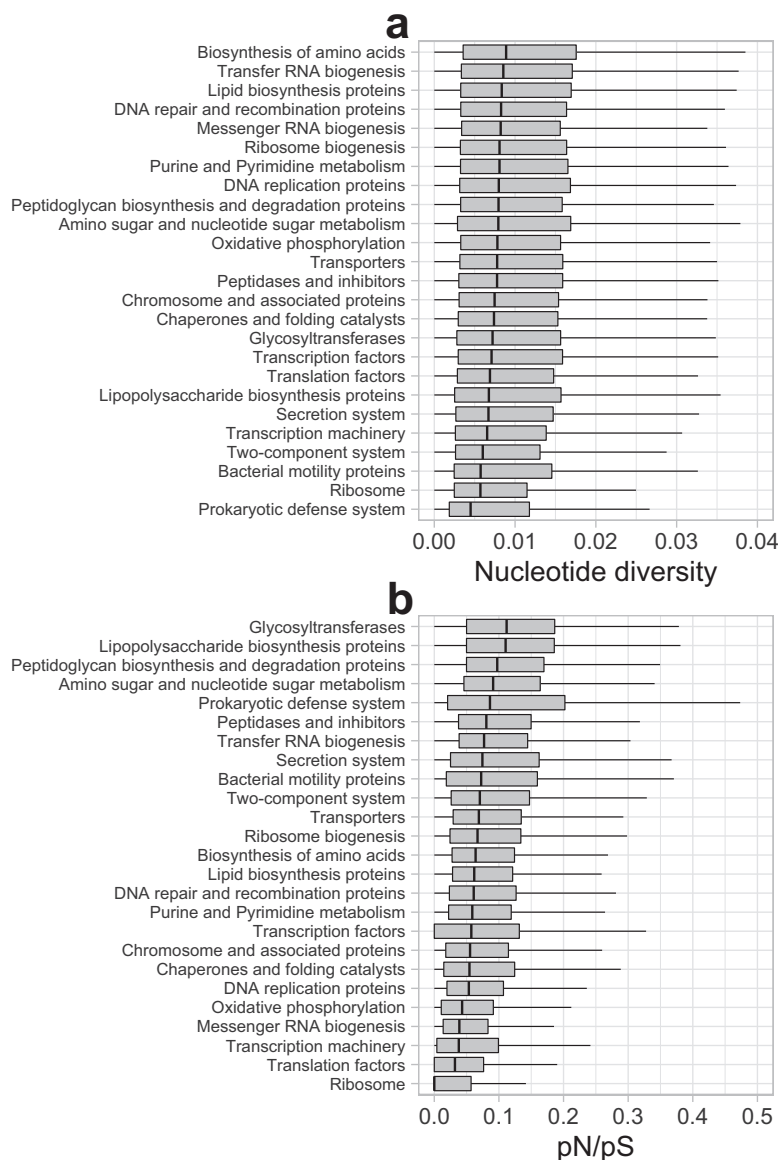 a
Biosynthesis of amino acids
Transfer RNA biogenesis
Lipid biosynthesis proteins
DNA repair and recombination proteins
Messenger RNA biogenesis
Ribosome biogenesis
Purine and Pyrimidine metabolism
DNA replication proteins
Peptidoglycan biosynthesis and degradation proteins
Amino sugar and nucleotide sugar metabolism
Oxidative phosphorylation
Transporters
Peptidases and inhibitors
Chromosome and associated proteins
Chaperones and folding catalysts
Glycosyltransferases
Transcription factors
Translation factors
Lipopolysaccharide biosynthesis proteins
Secretion system
Transcription machinery
Two-component system
Bacterial motility proteins
Ribosome
Prokaryotic defense system
0.00 0.01 0.02 0.03 0.04
Nucleotide diversity
b
Glycosyltransferases
Lipopolysaccharide biosynthesis proteins
Peptidoglycan biosynthesis and degradation proteins
Amino sugar and nucleotide sugar metabolism
Prokaryotic defense system
Peptidases and inhibitors
Transfer RNA biogenesis
Secretion system
Bacterial motility proteins
Two-component system
Transporters
Ribosome biogenesis
Biosynthesis of amino acids
Lipid biosynthesis proteins
DNA repair and recombination proteins
Purine and Pyrimidine metabolism
Transcription factors
Chromosome and associated proteins
Chaperones and folding catalysts
DNA replication proteins
Oxidative phosphorylation
Messenger RNA biogenesis
Transcription machinery
Translation factors
Ribosome
0.0 0.1 0.2 0.3 0.4 0.5
pN/pS